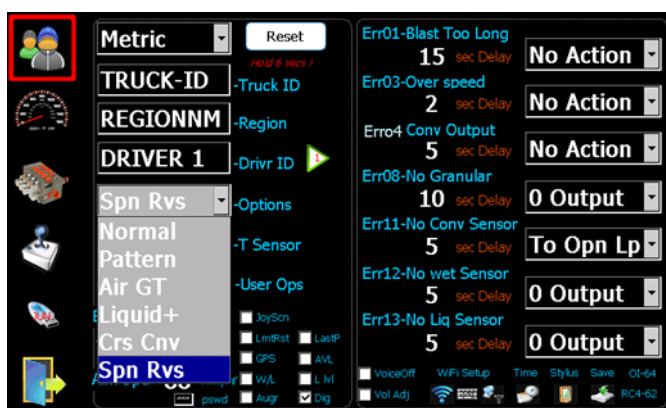 Metric
Reset
Hold 6 secs !
TRUCK-ID -Truck ID
REGIONNM -Region
DRIVER 1 -Drivr ID 1
Spn Rvs -Options
Normal
Pattern
Air GT
Liquid+
Crs Cnv
Spn Rvs
-T Sensor
-User Ops
JoyScn
LmtRst LastP
GPS AVL
W/L L lvl
pswd Augr Dig
Err01-Blast Too Long
15 sec Delay No Action
Err03-Over speed
2 sec Delay No Action
Erro4 Conv Output
5 sec Delay No Action
Err08-No Granular
10 sec Delay 0 Output
Err11-No Conv Sensor
5 sec Delay To Opn Lp
Err12-No wet Sensor
5 sec Delay 0 Output
Err13-No Liq Sensor
5 sec Delay 0 Output
VoiceOff WiFi Setup Time Stylus Save OI-64
Vol Adj RC4-62